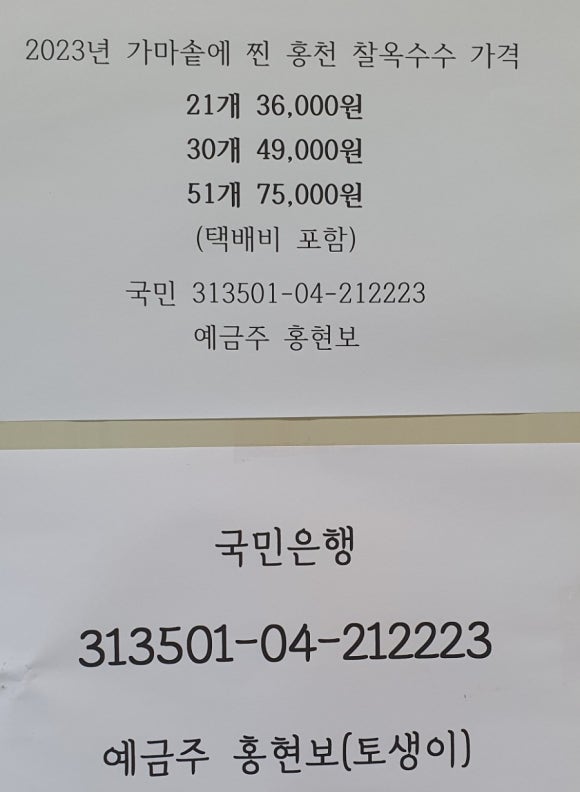 2023년 가마솥에 찐 홍천 찰옥수수 가격
21개 36,000원
30개 49,000원
51개 75,000원
(택배비 포함)
국민 313501-04-212223
예금주 홍현보
국민은행
313501-04-212223
예금주 홍현보(토생이)